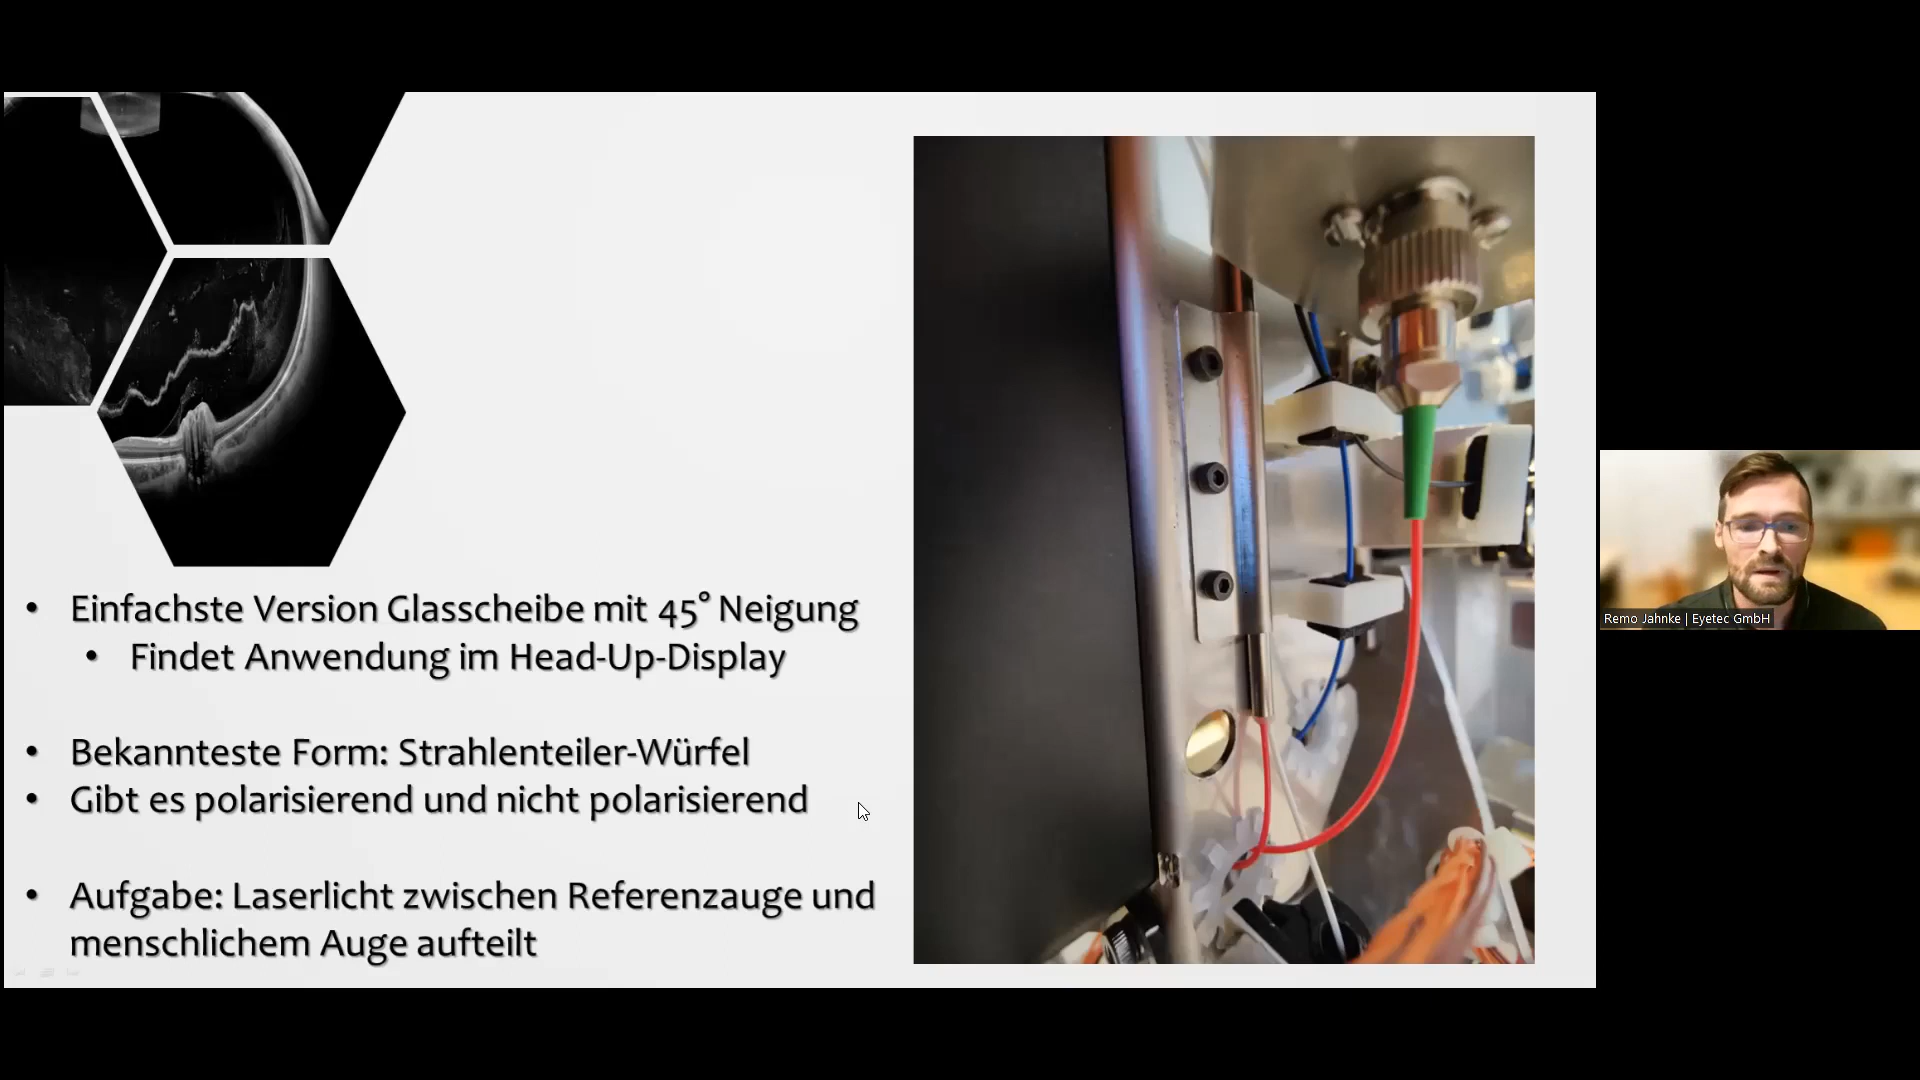 Einfachste Version Glasscheibe mit 45° Neigung
Findet Anwendung im Head-Up-Display
Bekannteste Form: Strahlenteiler-Würfel
Gibt es polarisierend und nicht polarisierend
Aufgabe: Laserlicht zwischen Referenzauge und
menschlichem Auge aufteilt
Remo Jahnke | Eyetec GmbH